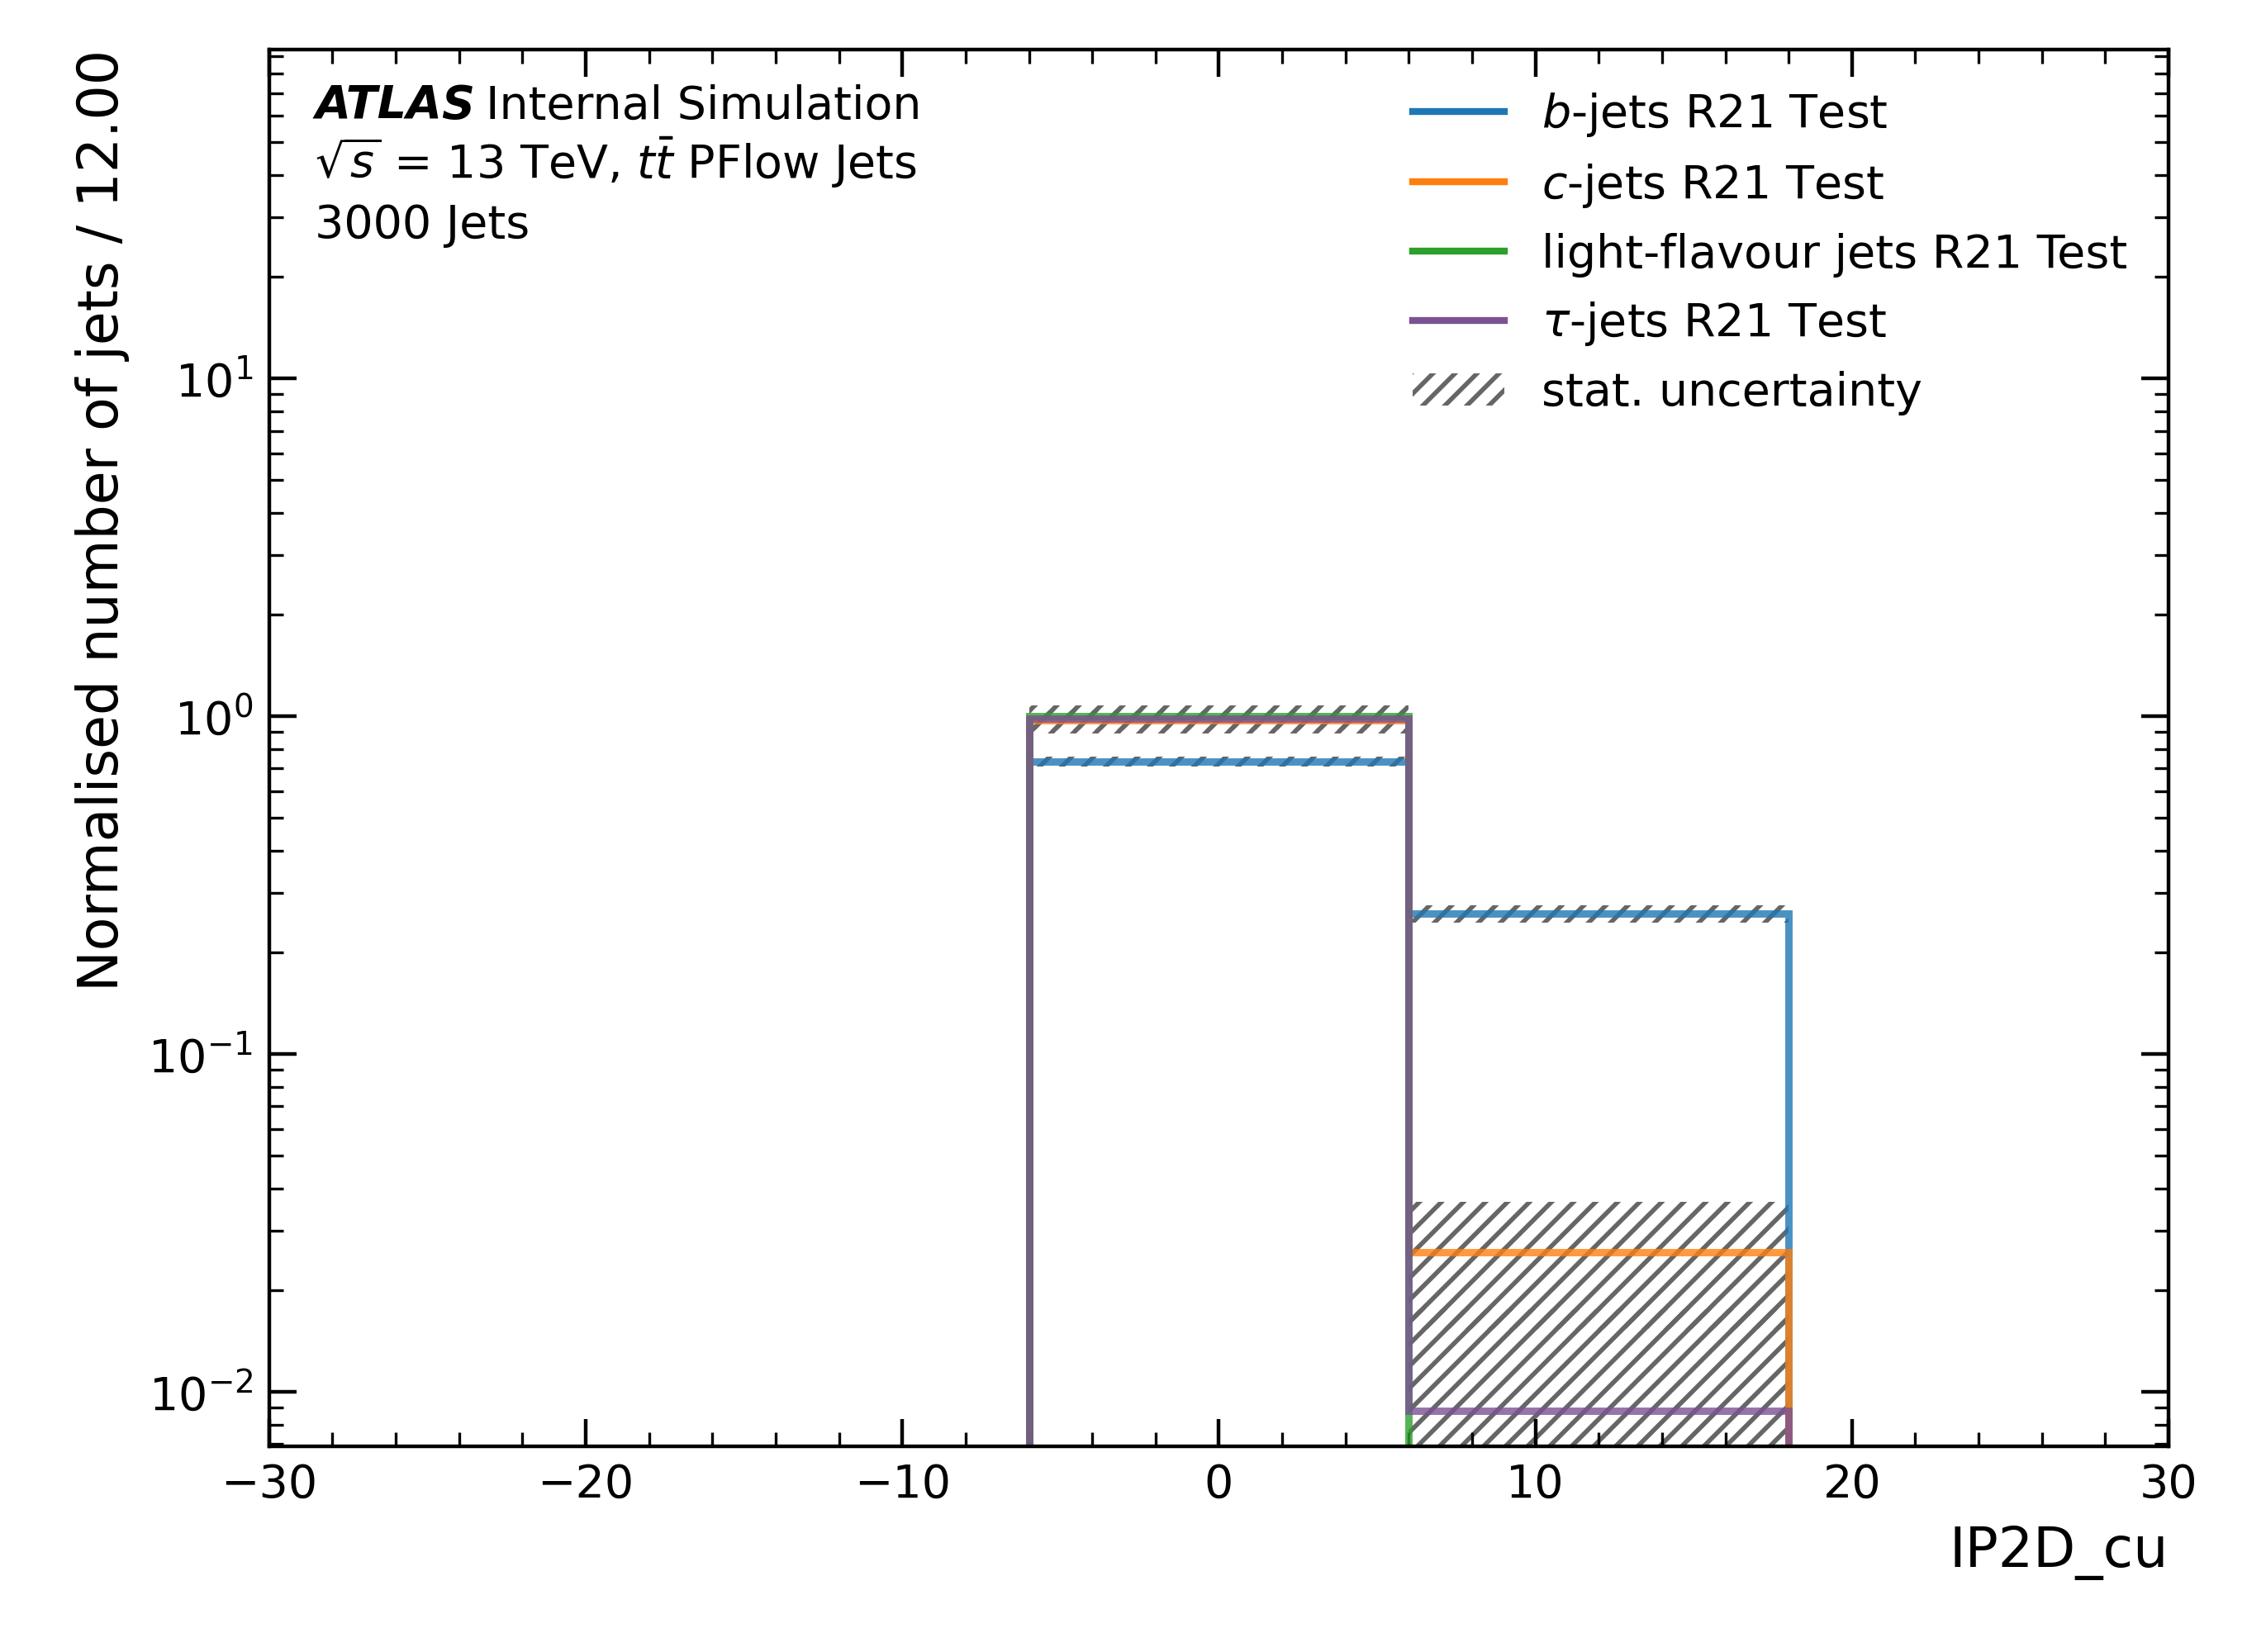 Normalised number of jets / 12.00
ATLAS Internal Simulation
√s = 13 TeV, tt̄ PFlow Jets
3000 Jets
b-jets R21 Test
c-jets R21 Test
light-flavour jets R21 Test
τ-jets R21 Test
stat. uncertainty
10¹
10⁰
10⁻¹
10⁻²
−30 −20 −10 0 10 20 30
IP2D_cu